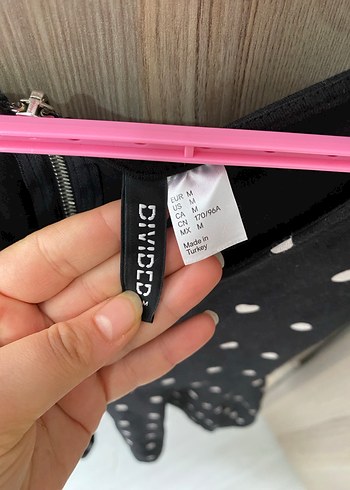 DIVIDED
EUR M
US M
CA M
CN 170/96A
MX M
Made in
Turkey